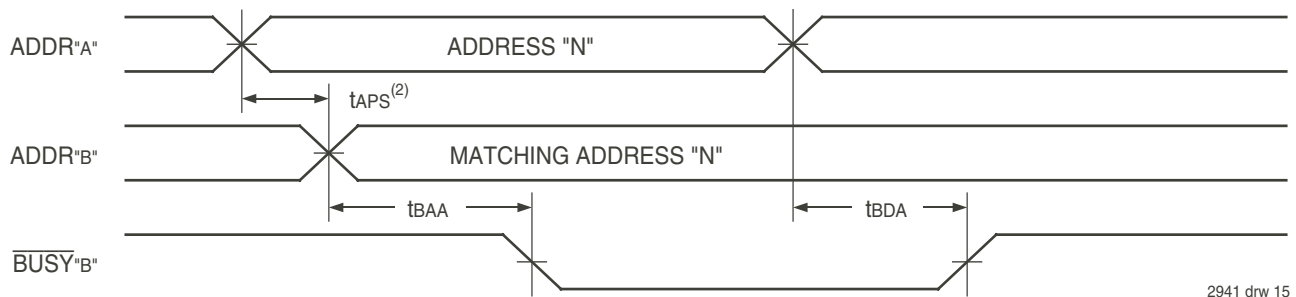 ADDR"A"
ADDRESS "N"
tAPS(2)
ADDR"B"
MATCHING ADDRESS "N"
tBAA
tBDA
BUSY"B"
2941 drw 15